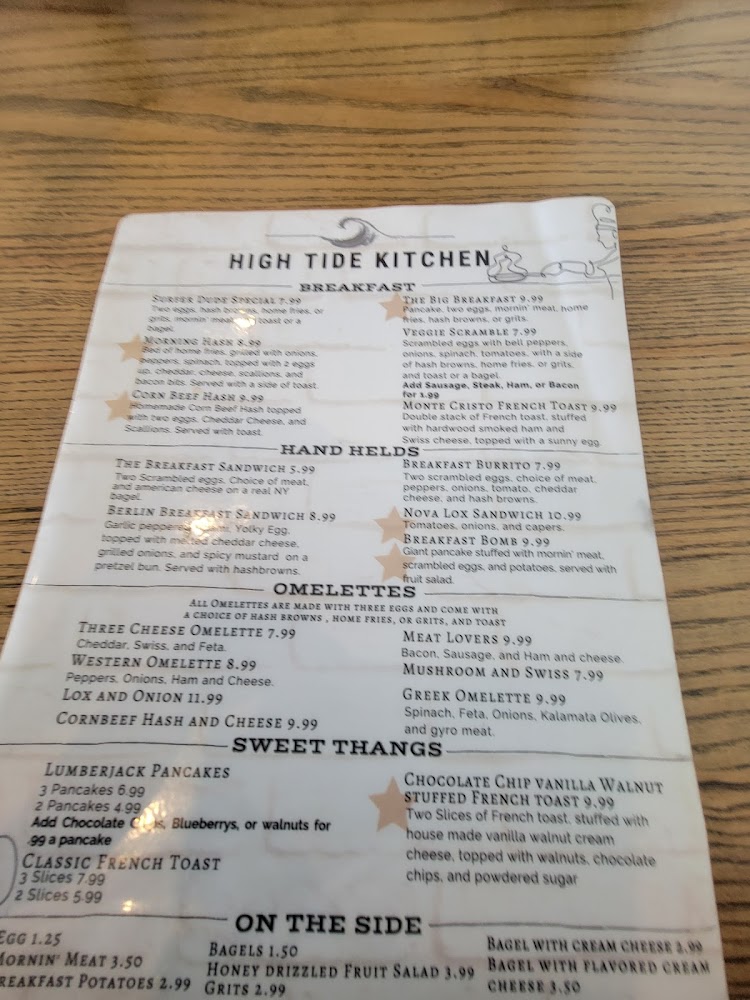 HIGH TIDE KITCHEN
BREAKFAST
SURFER DUDE SPECIAL 7.99
Two eggs, hash browns, home fries, or
grits, mornin' meat, toast or a
bagel.
MORNING HASH 8.99
Bed of home fries, grilled with onions,
peppers, spinach, topped with 2 eggs
up, cheddar, cheese, scallions, and
bacon bits. Served with a side of toast.
CORN BEEF HASH 9.99
Homemade Corn Beef Hash topped
with two eggs, Cheddar Cheese, and
Scallions. Served with toast.
THE BIG BREAKFAST 9.99
Pancake, two eggs, mornin' meat, home
fries, hash browns, or grits.
VEGGIE SCRAMBLE 7.99
Scrambled eggs with bell peppers,
onions, spinach, tomatoes, with a side
of hash browns, home fries, or grits,
and toast or a bagel.
Add Sausage, Steak, Ham, or Bacon
for 1.99
MONTE CRISTO FRENCH TOAST 9.99
Double stack of French toast, stuffed
with hardwood smoked ham and
Swiss cheese, topped with a sunny egg.
HAND HELDS
THE BREAKFAST SANDWICH 5.99
Two Scrambled eggs, Choice of meat,
and american cheese on a real NY
bagel.
BERLIN BREAKFAST SANDWICH 8.99
Garlic peppered Yolky Egg,
topped with melted cheddar cheese,
grilled onions, and spicy mustard on a
pretzel bun. Served with hashbrowns.
BREAKFAST BURRITO 7.99
Two scrambled eggs, choice of meat,
peppers, onions, tomato, cheddar
cheese, and hash browns.
NOVA LOX SANDWICH 10.99
Tomatoes, onions, and capers.
BREAKFAST BOMB 9.99
Giant pancake stuffed with mornin' meat,
scrambled eggs, and potatoes, served with
fruit salad.
OMELETTES
ALL OMELETTES ARE MADE WITH THREE EGGS AND COME WITH
A CHOICE OF HASH BROWNS , HOME FRIES, OR GRITS, AND TOAST
THREE CHEESE OMELETTE 7.99
Cheddar, Swiss, and Feta.
WESTERN OMELETTE 8.99
Peppers, Onions, Ham and Cheese.
LOX AND ONION 11.99
CORNBEEF HASH AND CHEESE 9.99
MEAT LOVERS 9.99
Bacon, Sausage, and Ham and cheese.
MUSHROOM AND SWISS 7.99
GREEK OMELETTE 9.99
Spinach, Feta, Onions, Kalamata Olives,
and gyro meat.
SWEET THANGS
LUMBERJACK PANCAKES
3 Pancakes 6.99
2 Pancakes 4.99
Add Chocolate Chips, Blueberrys, or walnuts for
.99 a pancake
CLASSIC FRENCH TOAST
3 Slices 7.99
2 Slices 5.99
CHOCOLATE CHIP VANILLA WALNUT
STUFFED FRENCH TOAST 9.99
Two Slices of French toast, stuffed with
house made vanilla walnut cream
cheese, topped with walnuts, chocolate
chips, and powdered sugar
ON THE SIDE
EGG 1.25
MORNIN' MEAT 3.50
BREAKFAST POTATOES 2.99
BAGELS 1.50
HONEY DRIZZLED FRUIT SALAD 3.99
GRITS 2.99
BAGEL WITH CREAM CHEESE 2.99
BAGEL WITH FLAVORED CREAM
CHEESE 3.50